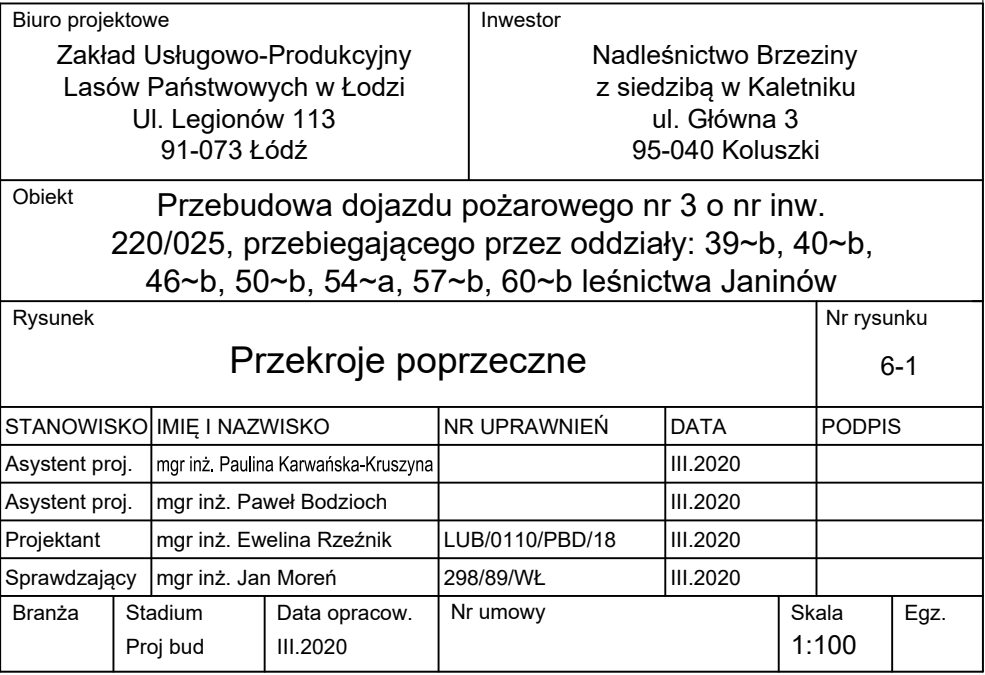 Biuro projektowe
Zakład Usługowo-Produkcyjny
Lasów Państwowych w Łodzi
Ul. Legionów 113
91-073 Łódź
Inwestor
Nadleśnictwo Brzeziny
z siedzibą w Kaletniku
ul. Główna 3
95-040 Koluszki
Obiekt
Przebudowa dojazdu pożarowego nr 3 o nr inw.
220/025, przebiegającego przez oddziały: 39~b, 40~b,
46~b, 50~b, 54~a, 57~b, 60~b leśnictwa Janinów
Rysunek
Przekroje poprzeczne
Nr rysunku
6-1
STANOWISKO IMIĘ I NAZWISKO NR UPRAWNIEŃ DATA PODPIS
Asystent proj. mgr inż. Paulina Karwańska-Kruszyna III.2020
Asystent proj. mgr inż. Paweł Bodzioch III.2020
Projektant mgr inż. Ewelina Rzeźnik LUB/0110/PBD/18 III.2020
Sprawdzający mgr inż. Jan Moreń 298/89/WŁ III.2020
Branża Stadium Data opracow. Nr umowy Skala Egz.
Proj bud III.2020 1:100